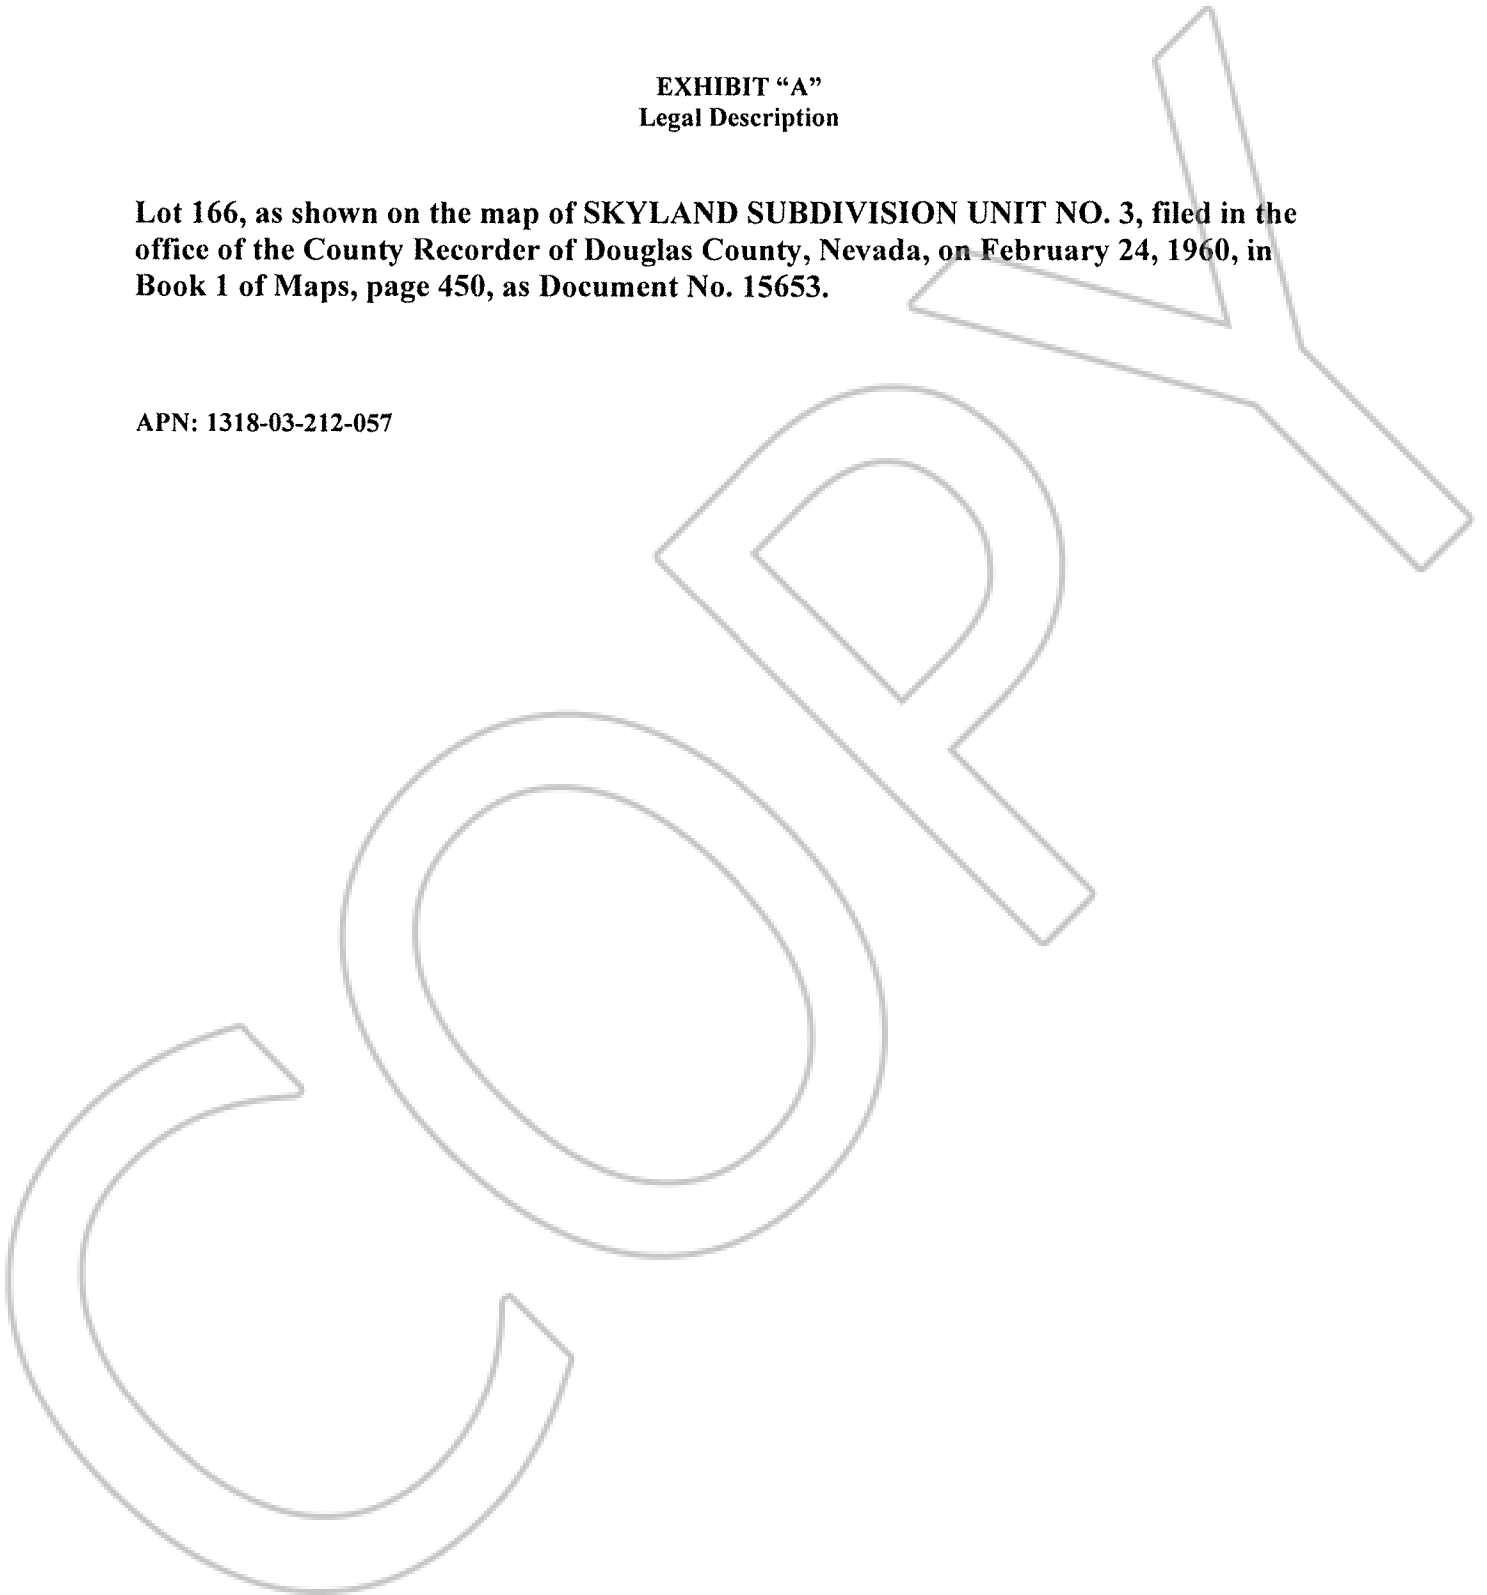 EXHIBIT “A”
Legal Description
Lot 166, as shown on the map of SKYLAND SUBDIVISION UNIT NO. 3, filed in the
office of the County Recorder of Douglas County, Nevada, on February 24, 1960, in
Book 1 of Maps, page 450, as Document No. 15653.
APN: 1318-03-212-057
COPY